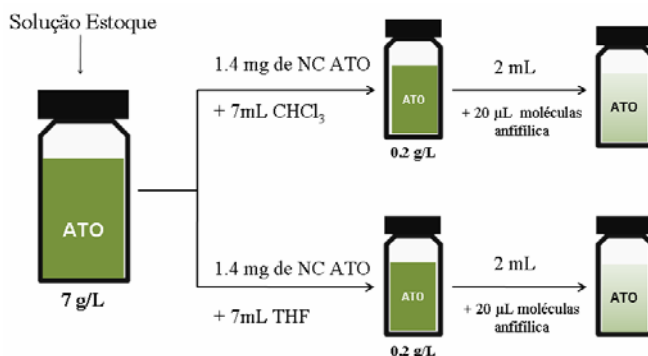 Solução Estoque
ATO
7 g/L
1.4 mg de NC ATO
+ 7mL CHCl₃
ATO
0.2 g/L
2 mL
+ 20 µL moléculas
anfifílica
ATO
1.4 mg de NC ATO
+ 7mL THF
ATO
0.2 g/L
2 mL
+ 20 µL moléculas
anfifílica
ATO